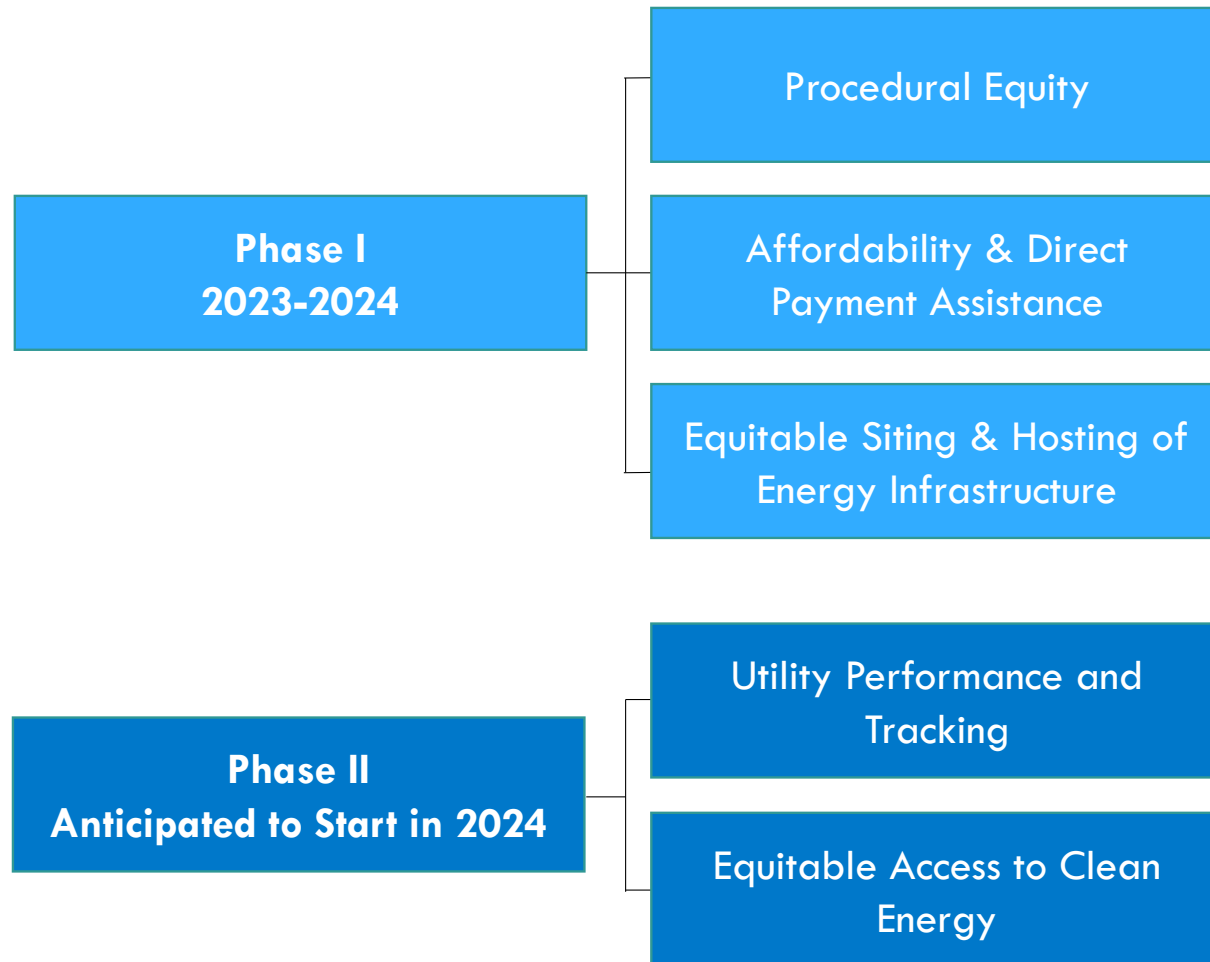 Procedural Equity
Phase I
2023-2024
Affordability & Direct
Payment Assistance
Equitable Siting & Hosting of
Energy Infrastructure
Utility Performance and
Tracking
Phase II
Anticipated to Start in 2024
Equitable Access to Clean
Energy